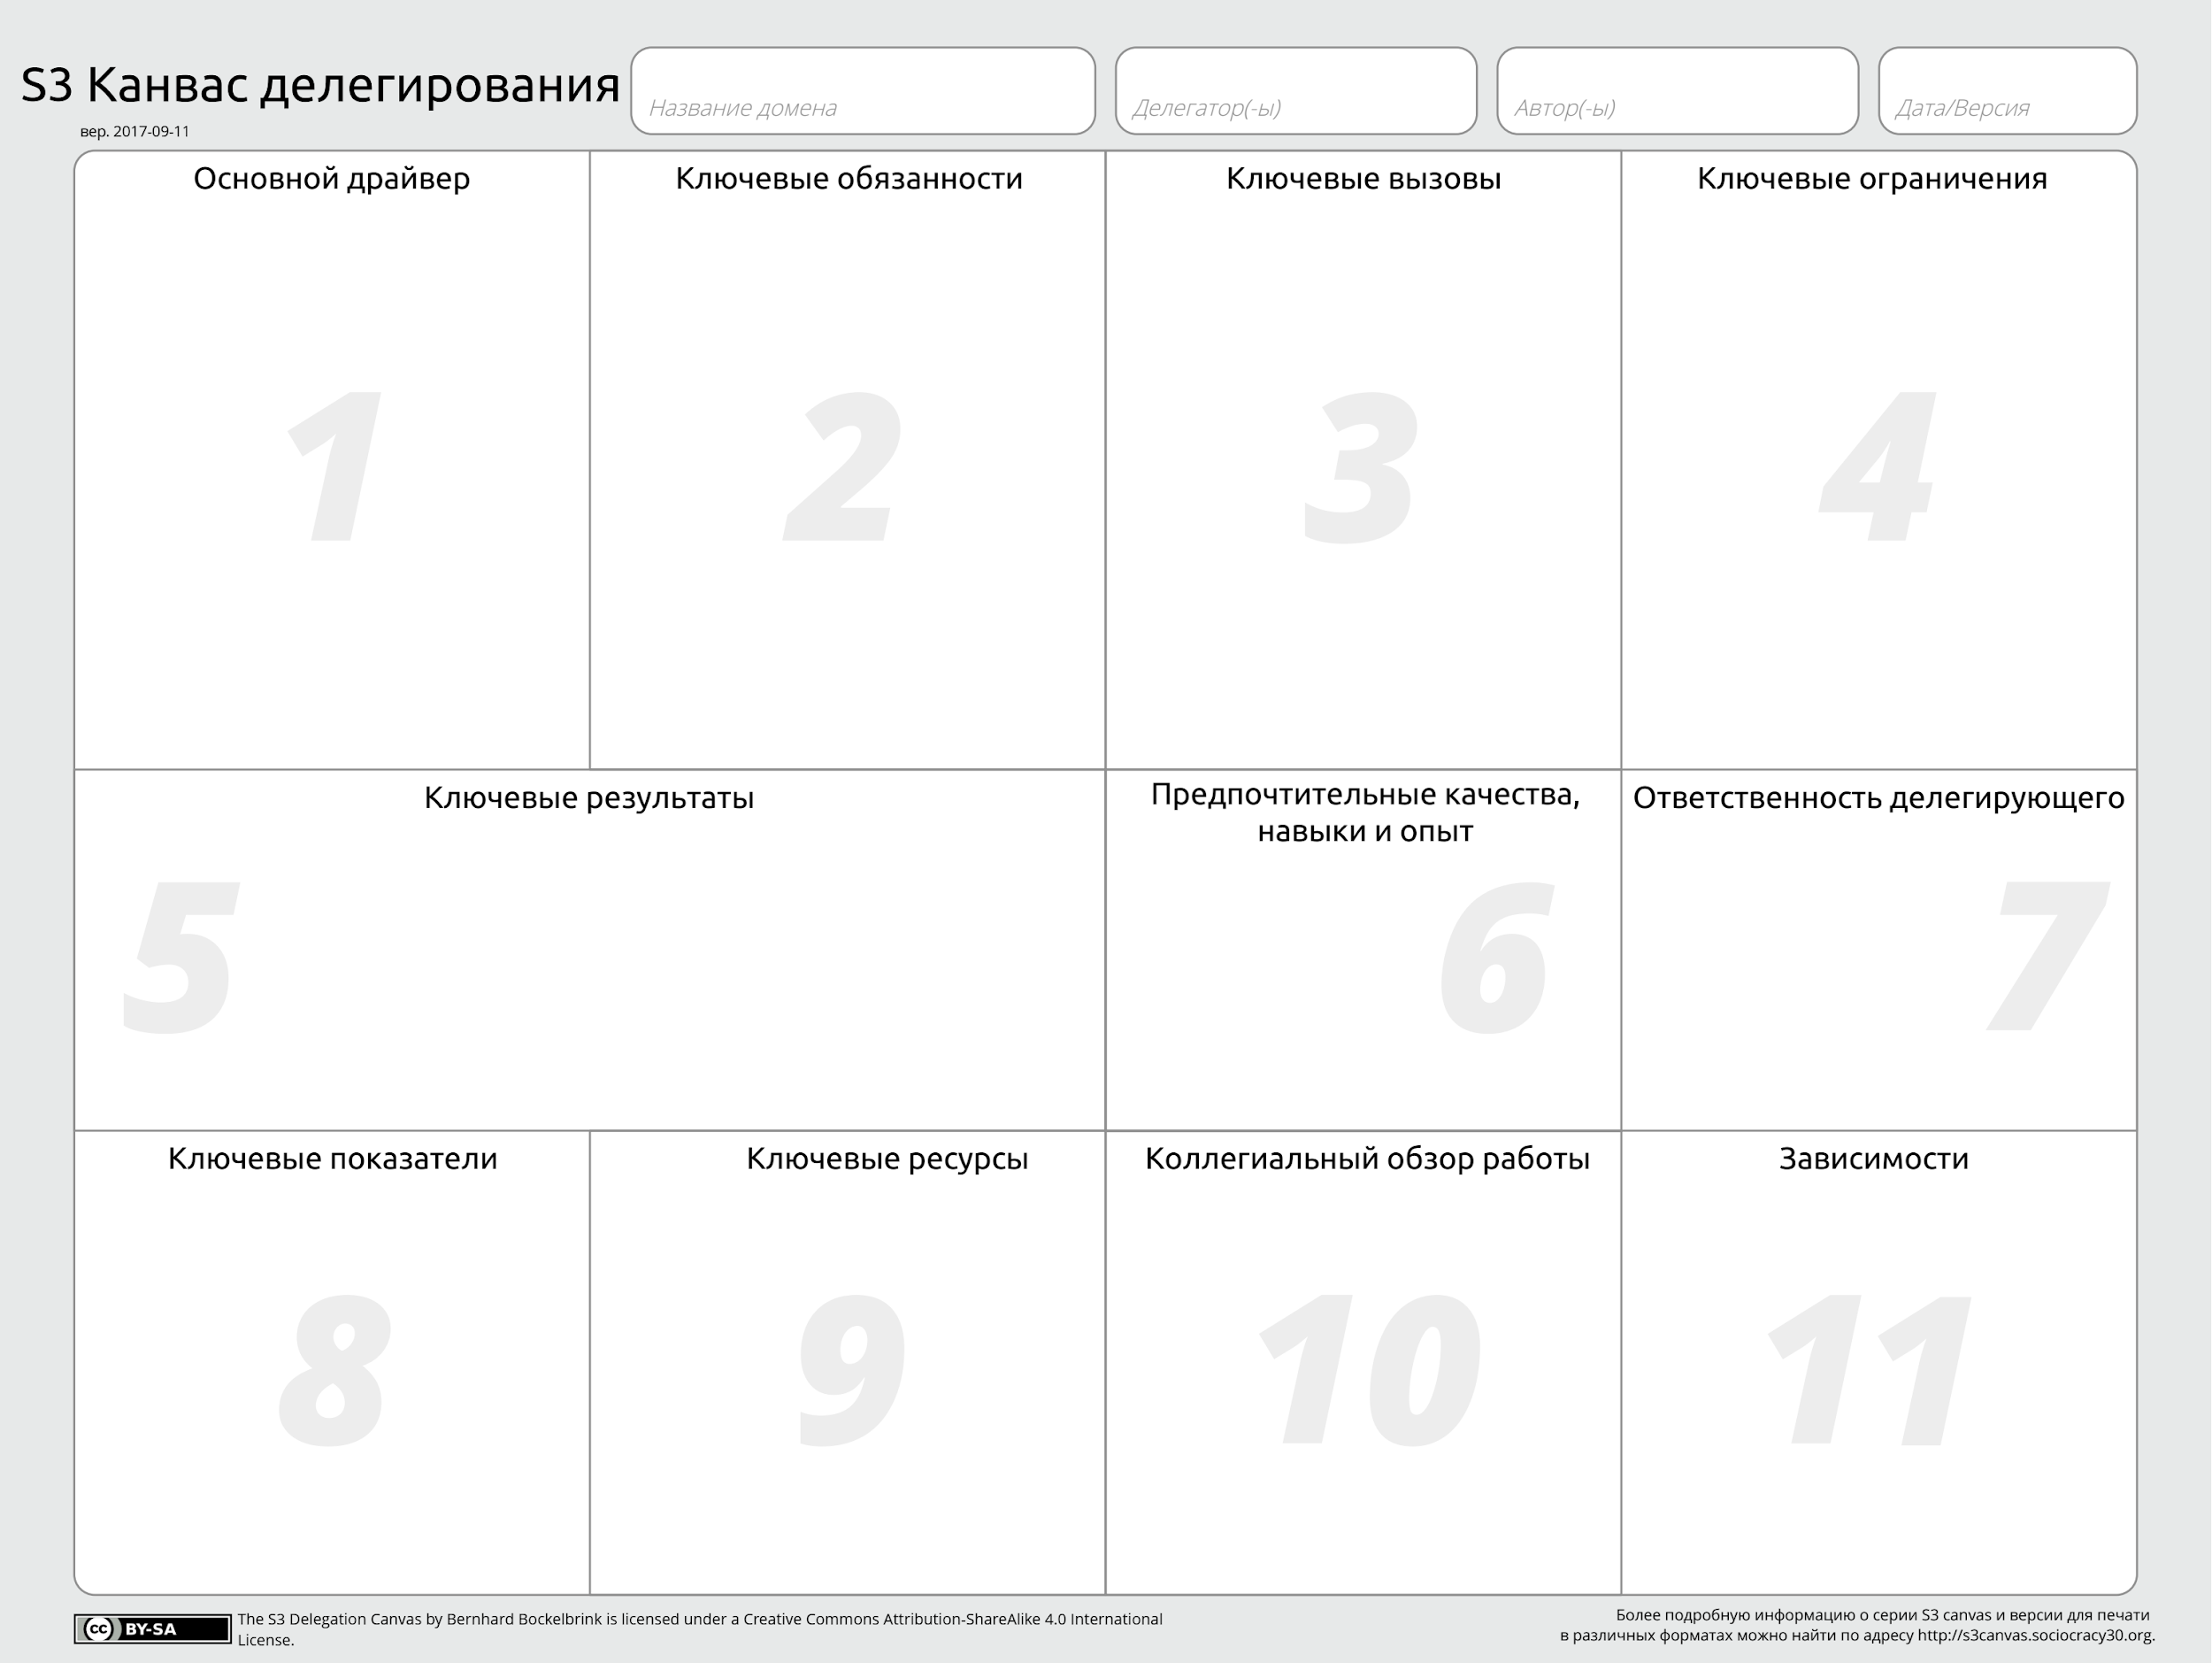 S3 Канвас делегирования
вер. 2017-09-11
Название домена
Делегатор(-ы)
Автор(-ы)
Дата/Версия
Основной драйвер
1
Ключевые обязанности
2
Ключевые вызовы
3
Ключевые ограничения
4
Ключевые результаты
5
Предпочтительные качества,
навыки и опыт
6
Ответственность делегирующего
7
Ключевые показатели
8
Ключевые ресурсы
9
Коллегиальный обзор работы
10
Зависимости
11
cc BY-SA
The S3 Delegation Canvas by Bernhard Bockelbrink is licensed under a Creative Commons Attribution-ShareAlike 4.0 International
License.
Более подробную информацию о серии S3 canvas и версии для печати
в различных форматах можно найти по адресу http://s3canvas.sociocracy30.org.